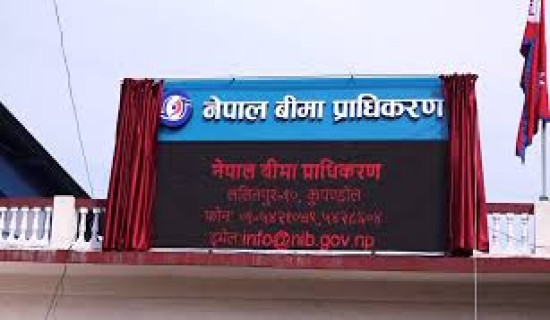 नेपाल बीमा प्राधिकरण
नेपाल बीमा प्राधिकरण
ललितपुर-१०, कुपण्डोल
फोनः
इमेल info@nib.gov.np